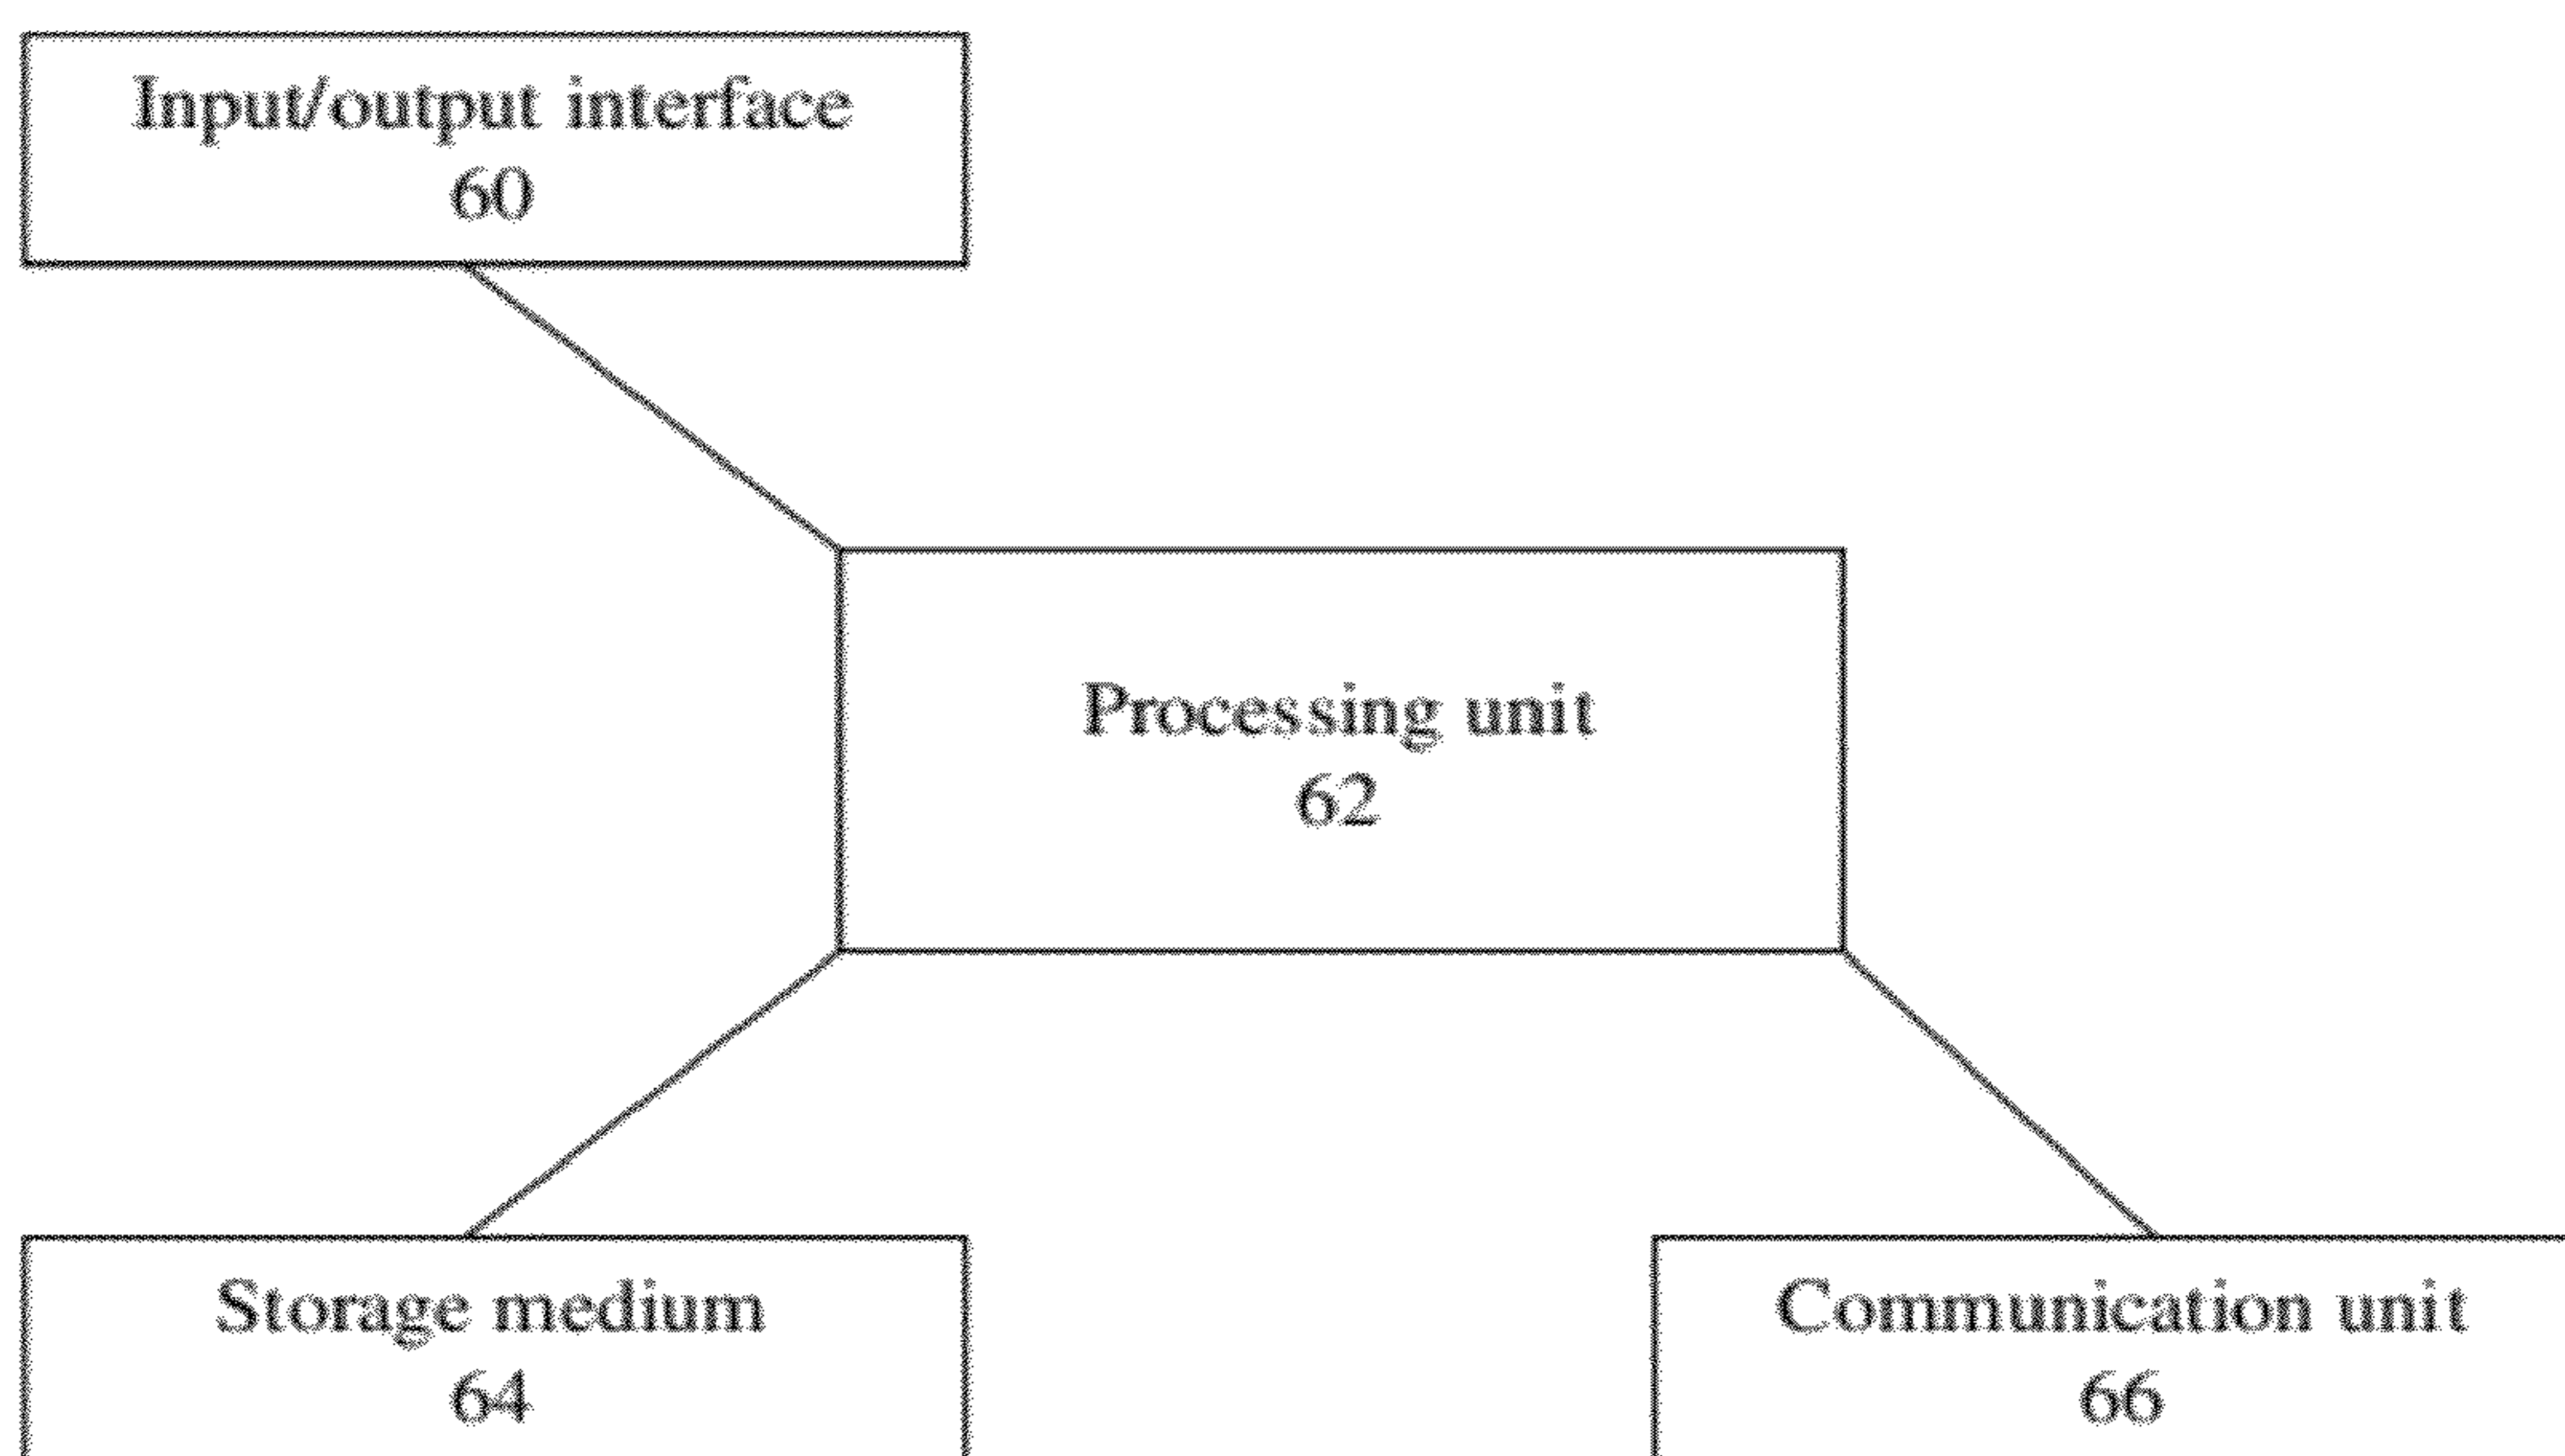 Input/output interface
60
Processing unit
62
Storage medium
64
Communication unit
66